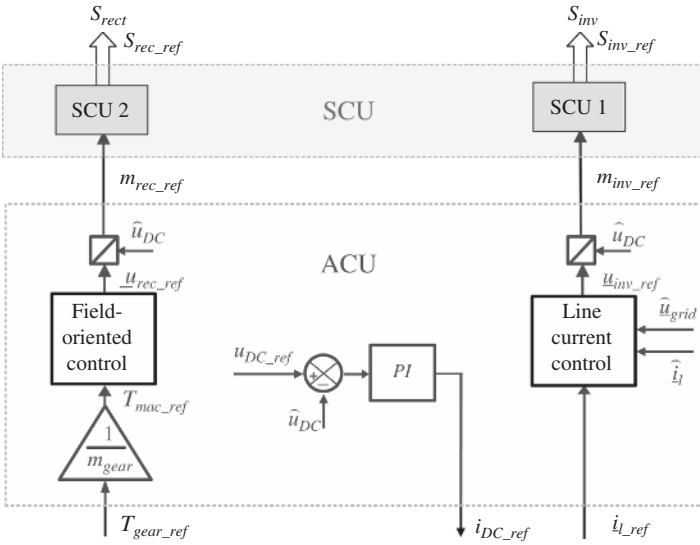 S_rect
S_rec_ref
S_inv
S_inv_ref
SCU 2
SCU
SCU 1
m_rec_ref
m_inv_ref
û_DC
û_DC
ACU
u_rec_ref
u_inv_ref
Field-
oriented
control
Line
current
control
û_grid
î_l
u_DC_ref
+
−
PI
û_DC
T_mac_ref
1
m_gear
T_gear_ref
i_DC_ref
i_l_ref